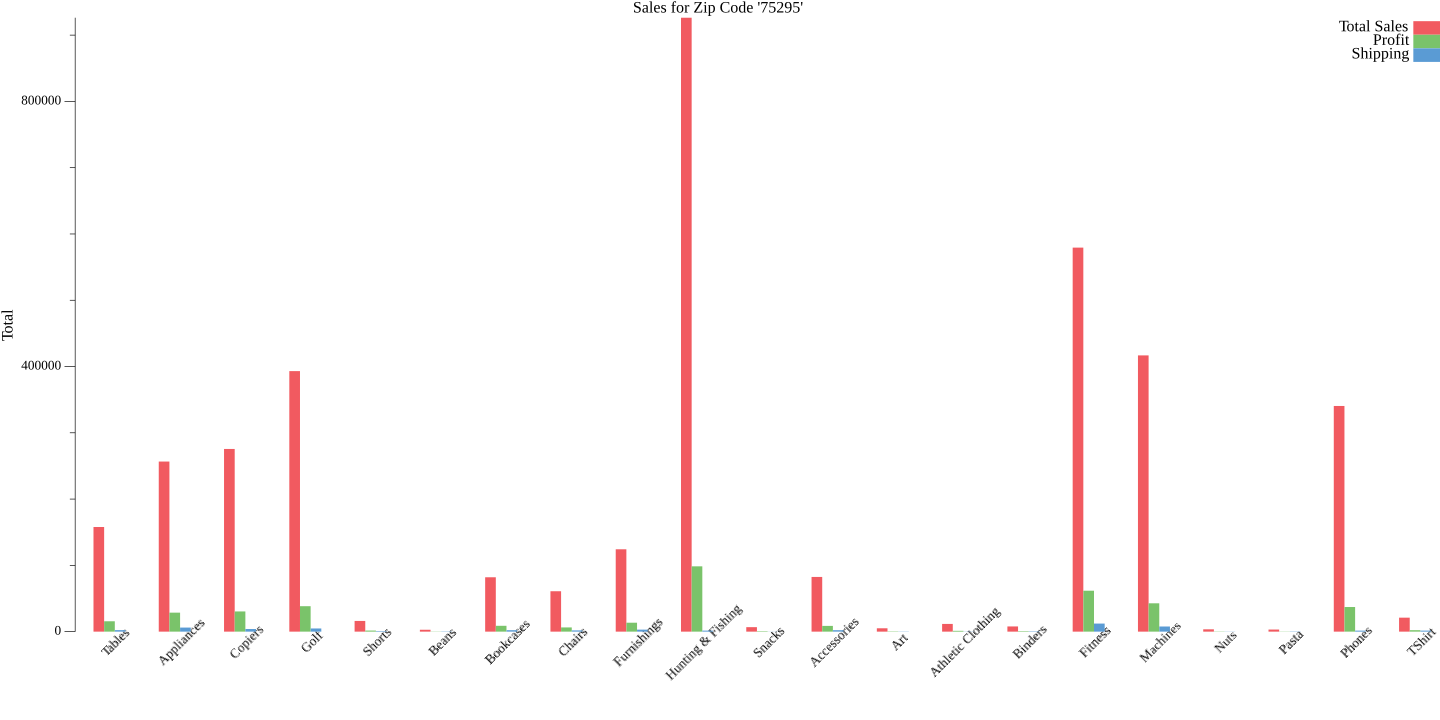 Sales for Zip Code '75295'
Total Sales
Profit
Shipping
800000
400000
0
Total
Tables
Appliances
Copiers
Golf
Shorts
Beans
Bookcases
Chairs
Furnishings
Hunting & Fishing
Snacks
Accessories
Art
Athletic Clothing
Binders
Fitness
Machines
Nuts
Pasta
Phones
TShirt